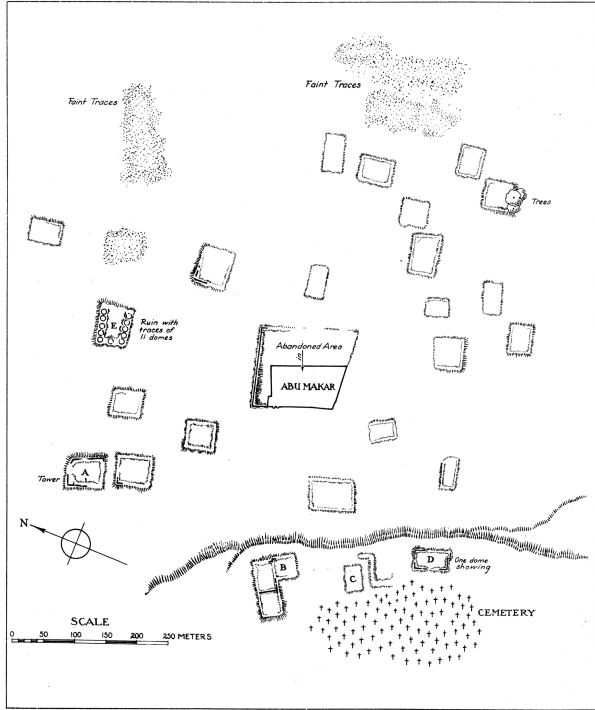 Faint Traces
Faint Traces
Trees
E
Ruin with
traces of
11 domes
Abandoned Area
in
ABU MAKAR
Tower
A
N
B
C
D
One dome
showing
CEMETERY
SCALE
0 50 100 150 200 250 METERS